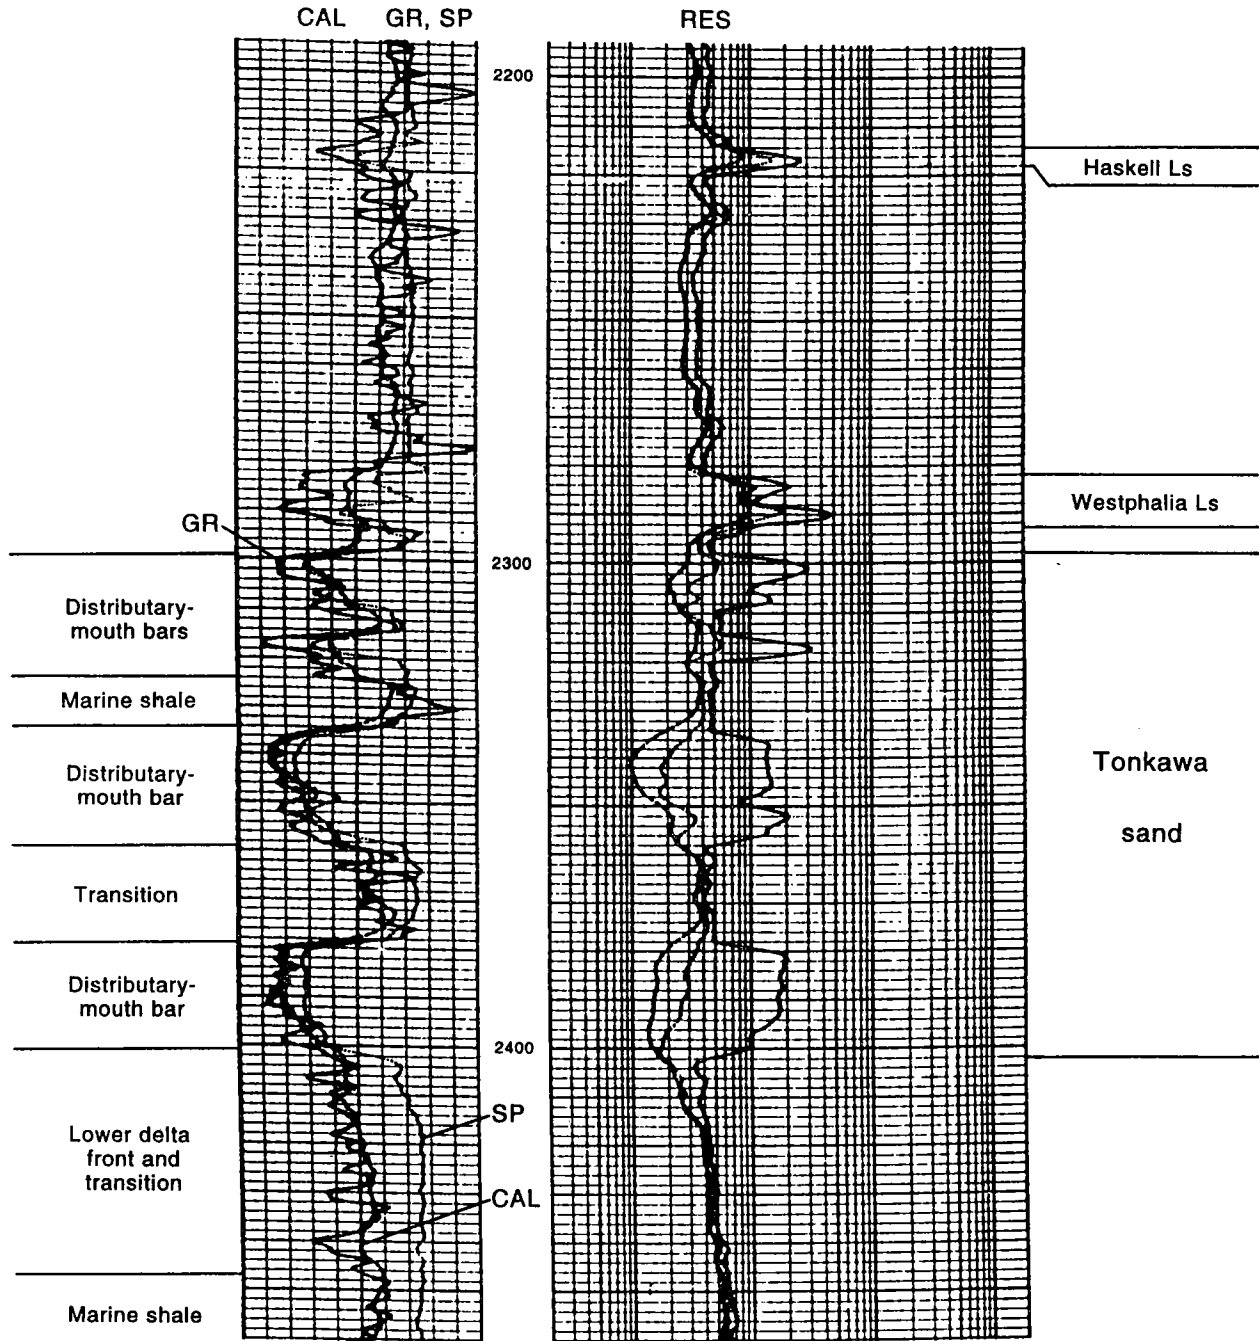 CAL GR, SP RES
2200
Haskell Ls
Westphalia Ls
GR
2300
Distributary-
mouth bars
Marine shale
Distributary-
mouth bar
Tonkawa
sand
Transition
Distributary-
mouth bar
2400
SP
Lower delta
front and
transition
CAL
Marine shale